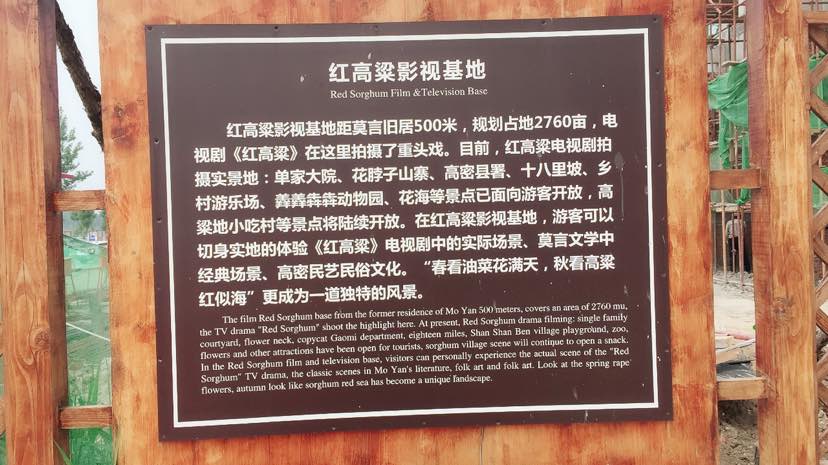 红高粱影视基地
Red Sorghum Film & Television Base
红高粱影视基地距莫言旧居500米，规划占地2760亩，电
视剧《红高粱》在这里拍摄了重头戏。目前，红高粱电视剧拍
摄实景地：单家大院、花脖子山寨、高密县署、十八里坡、乡
村游乐场、羴羴犇犇动物园、花海等景点已面向游客开放，高
粱地小吃村等景点将陆续开放。在红高粱影视基地，游客可以
切身实地的体验《红高粱》电视剧中的实际场景、莫言文学中
经典场景、高密民艺民俗文化。“春看油菜花满天，秋看高粱
红似海”更成为一道独特的风景。
The film Red Sorghum base from the former residence of Mo Yan 500 meters, covers an area of 2760 mu,
the TV drama "Red Sorghum" shoot the highlight here. At present, Red Sorghum drama filming: single family
courtyard, flower neck, copycat Gaomi department, eighteen miles, Shan Shan Ben village playground, zoo,
flowers and other attractions have been open for tourists, sorghum village scene will continue to open a snack.
In the Red Sorghum film and television base, visitors can personally experience the actual scene of the "Red
Sorghum" TV drama, the classic scenes in Mo Yan's literature, folk art and folk art. Look at the spring rape
flowers, autumn look like sorghum red sea has become a unique fandscape.